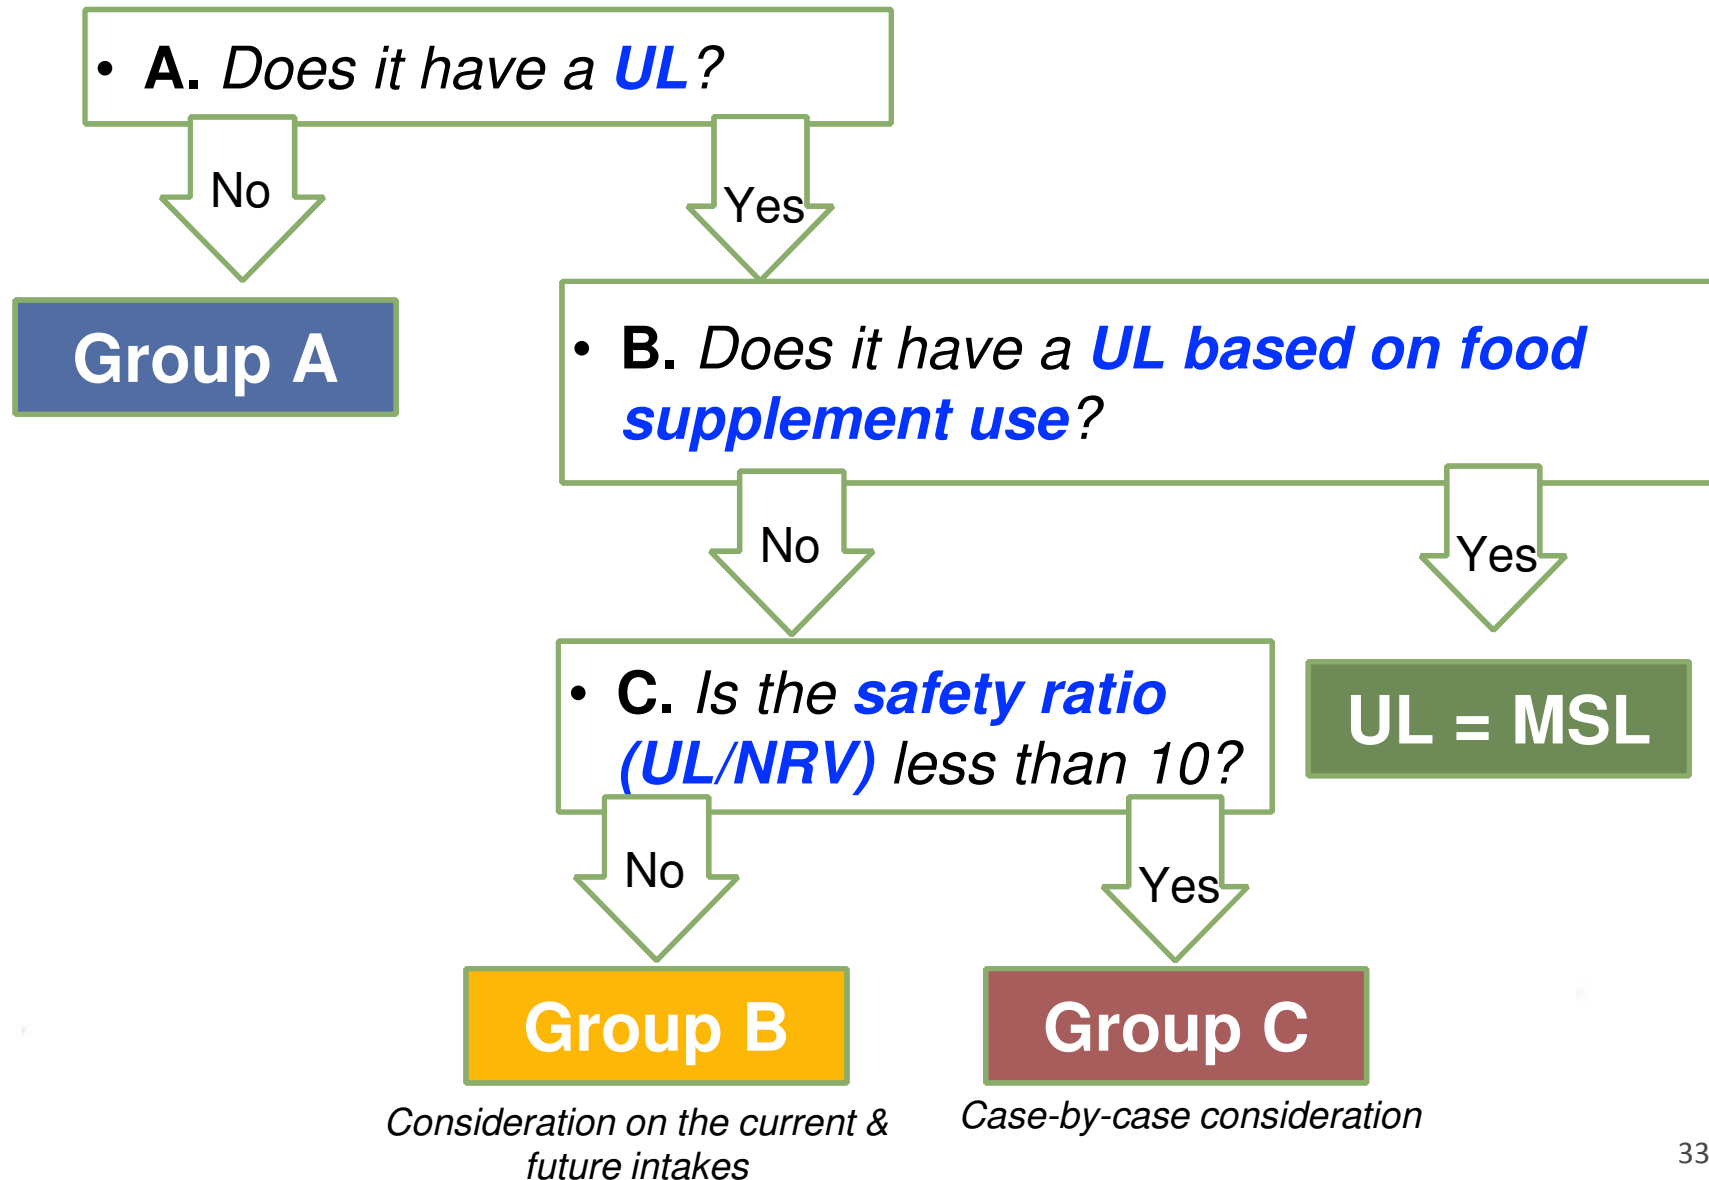 • A. Does it have a UL?
No
Yes
Group A
• B. Does it have a UL based on food
supplement use?
No
Yes
• C. Is the safety ratio
(UL/NRV) less than 10?
UL = MSL
No
Yes
Group B
Group C
Consideration on the current &
future intakes
Case-by-case consideration
33